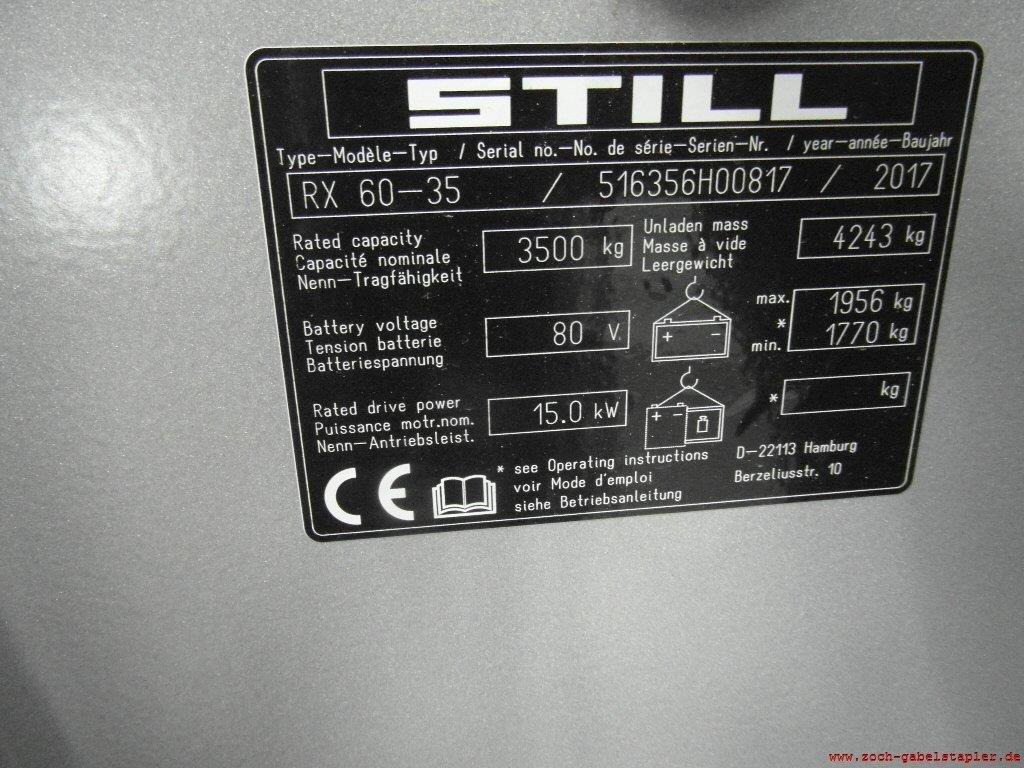 STILL
Type-Modèle-Typ / Serial no.-No. de série-Serien-Nr. / year-année-Baujahr
RX 60-35 / 516356H00817 / 2017
Rated capacity
Capacité nominale
Nenn-Tragfähigkeit
3500 kg
Unladen mass
Masse à vide
Leergewicht
4243 kg
Battery voltage
Tension batterie
Batteriespannung
80 V.
+ -
max. 1956 kg
*
min. 1770 kg
Rated drive power
Puissance motr.nom.
Nenn-Antriebsleist.
15.0 kW
+ -
* kg
CE
* see Operating instructions
voir Mode d'emploi
siehe Betriebsanleitung
D-22113 Hamburg
Berzeliusstr. 10
www.zoch-gabelstapler.de